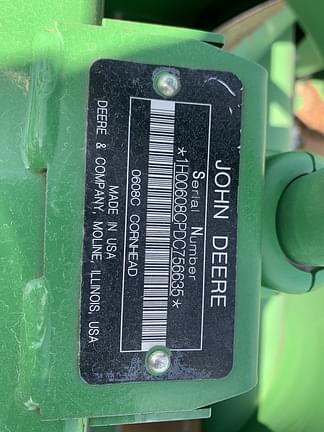 JOHN DEERE
Serial Number
*1H00608CPDC756635*
0608C CORNHEAD
MADE IN USA
DEERE & COMPANY, MOLINE, ILLINOIS, USA